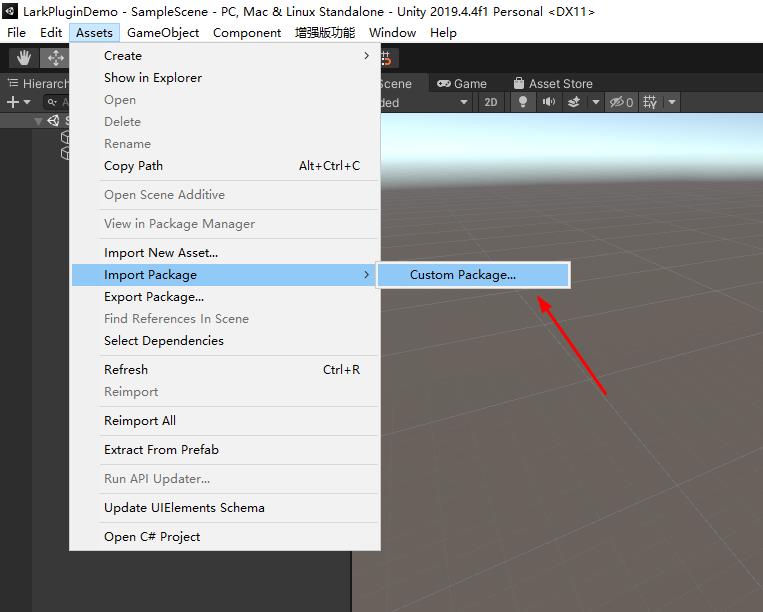 LarkPluginDemo - SampleScene - PC, Mac & Linux Standalone - Unity 2019.4.4f1 Personal <DX11>
File Edit Assets GameObject Component 增强版功能 Window Help
Hierarch
Scene Game Asset Store
2D 0
Create
Show in Explorer
Open
Delete
Rename
Copy Path Alt+Ctrl+C
Open Scene Additive
View in Package Manager
Import New Asset...
Import Package Custom Package...
Export Package...
Find References In Scene
Select Dependencies
Refresh Ctrl+R
Reimport
Reimport All
Extract From Prefab
Run API Updater...
Update UIElements Schema
Open C# Project